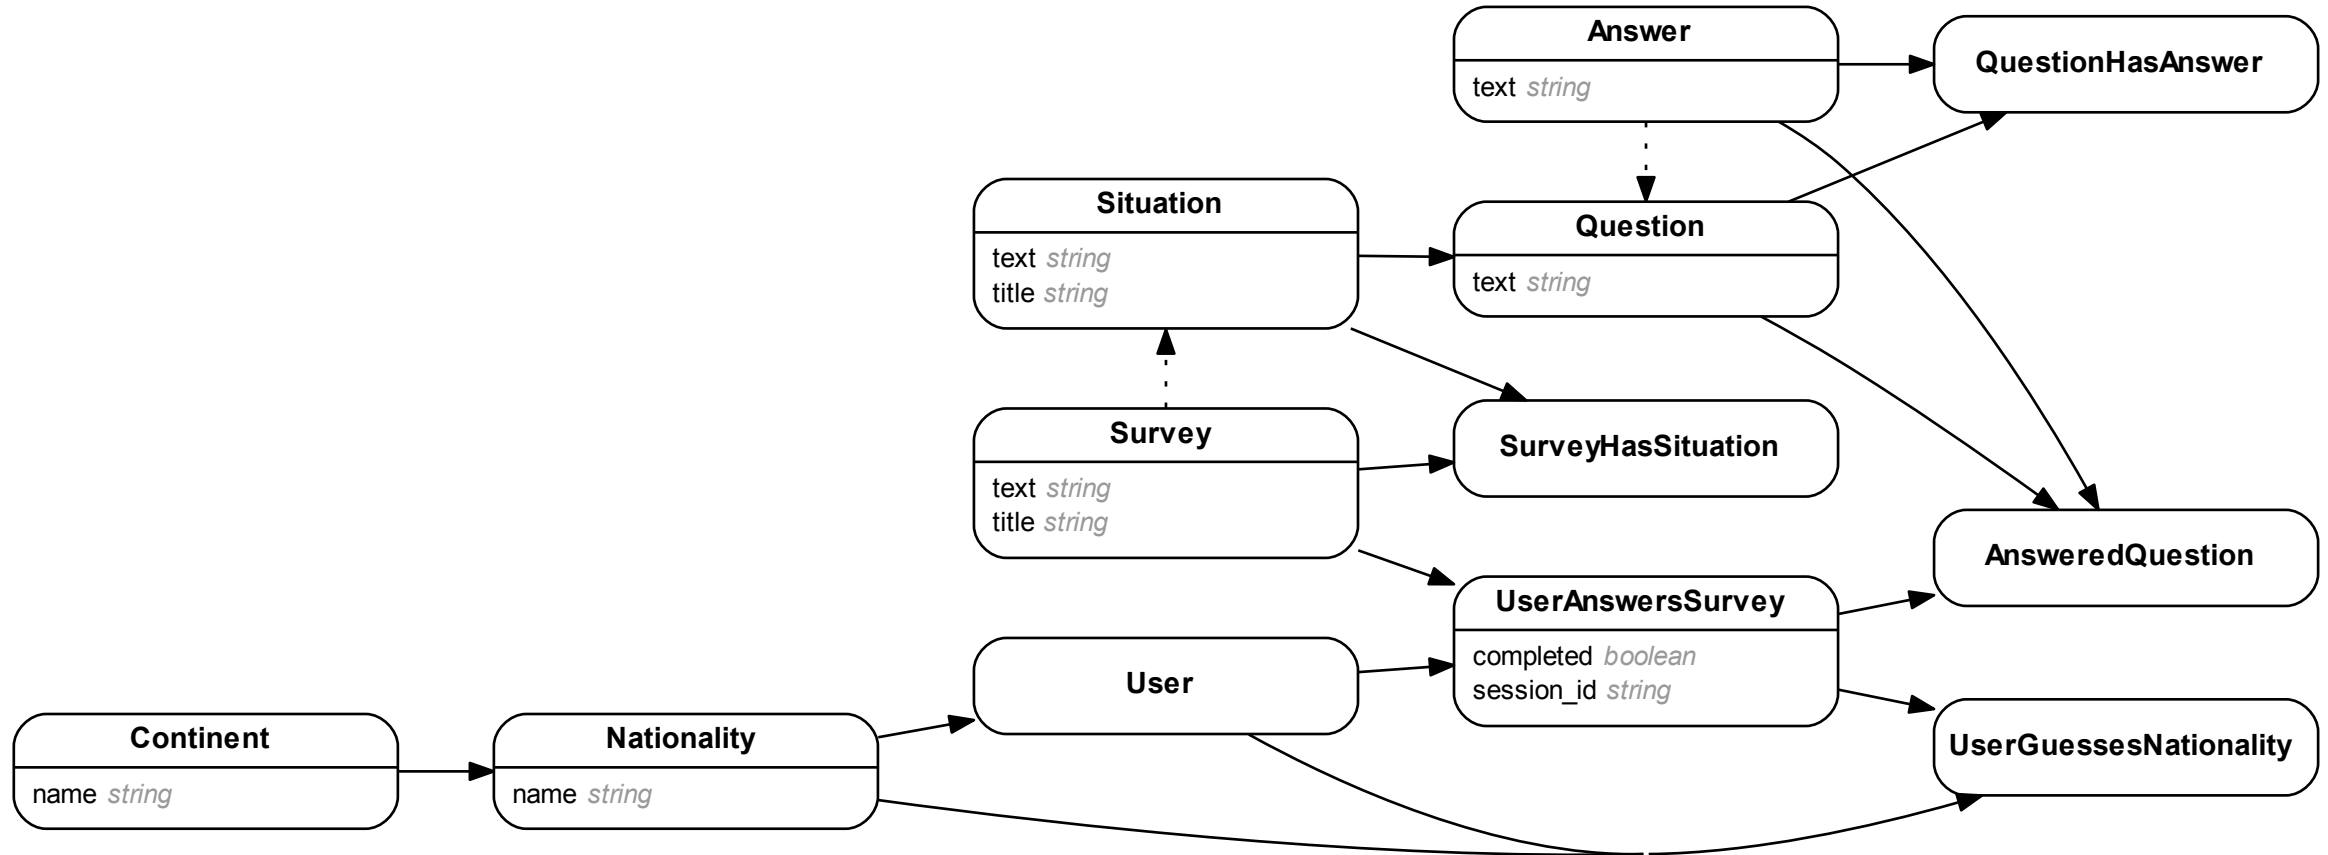 Answer
text string
QuestionHasAnswer
Situation
text string
title string
Question
text string
Survey
text string
title string
SurveyHasSituation
AnsweredQuestion
UserAnswersSurvey
completed boolean
session_id string
User
Continent
name string
Nationality
name string
UserGuessesNationality